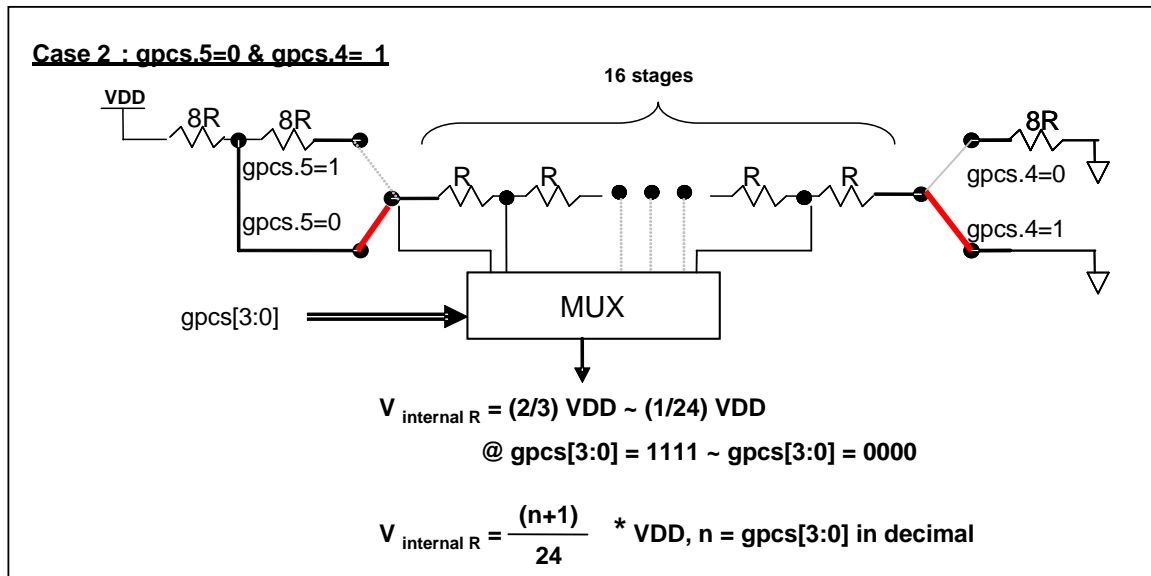 Case 2 : gpcs.5=0 & gpcs.4= 1
16 stages
VDD
8R
8R
8R
gpcs.5=1
gpcs.4=0
R
R
R
R
gpcs.5=0
gpcs.4=1
gpcs[3:0]
MUX
V internal R = (2/3) VDD ~ (1/24) VDD
@ gpcs[3:0] = 1111 ~ gpcs[3:0] = 0000
V internal R = (n+1) / 24 * VDD, n = gpcs[3:0] in decimal